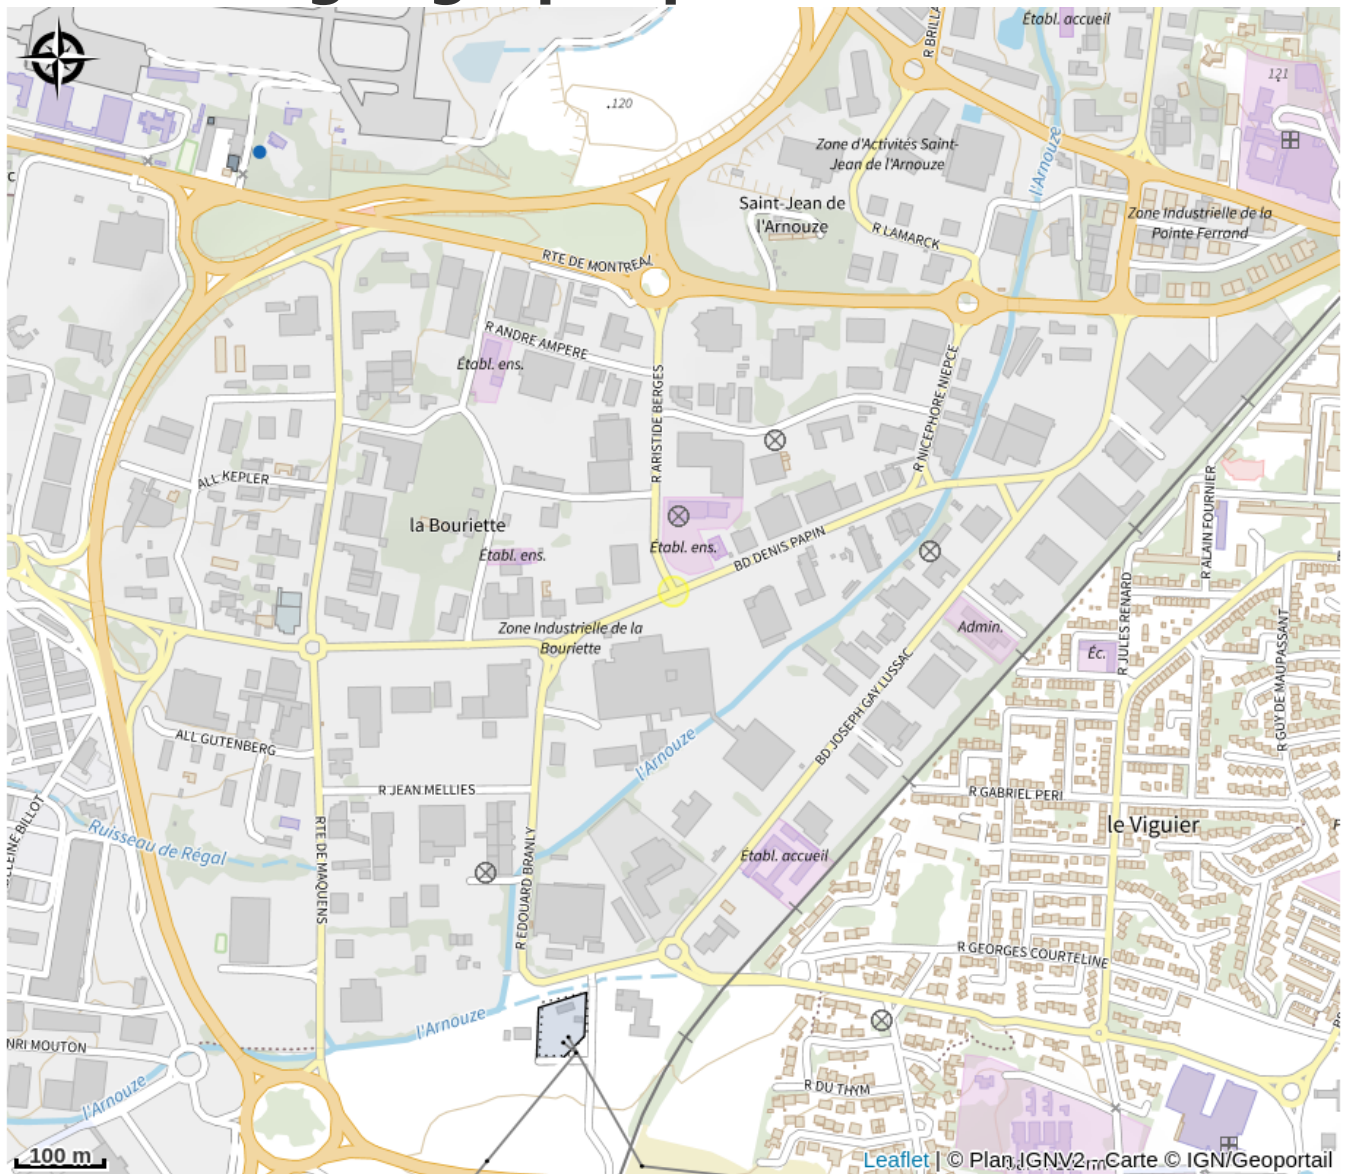 Établ. accueil
R BRILLA
121
120
Zone d'Activités Saint-
Jean de l'Arnouze
l'Arnouze
Saint-Jean de
l'Arnouze
Zone Industrielle de la
Pointe Ferrand
R LAMARCK
RTE DE MONTREAL
R ANDRE AMPERE
Établ. ens.
R ARISTIDE BERGES
R NICEPHORE NIEPCE
ALL KEPLER
la Bouriette
R ALAIN FOURNIER
Établ. ens.
Établ. ens.
BD DENIS PAPIN
R JULES RENARD
Zone Industrielle de la
Bouriette
Admin.
Éc.
R GUY DE MAUPASSANT
BD JOSEPH GAY LUSSAC
ALL GUTENBERG
l'Arnouze
R JEAN MELLIES
R GABRIEL PERI
le Viguier
Ruisseau de Régal
LEINE BILLOT
RTE DE MAQUENS
R EDOUARD BRANLY
Établ. accueil
R GEORGES COURTELINE
l'Arnouze
NRI MOUTON
l'Arnouze
R DU THYM
100 m
Leaflet | © Plan IGNV2 - Carte © IGN/Geoportail